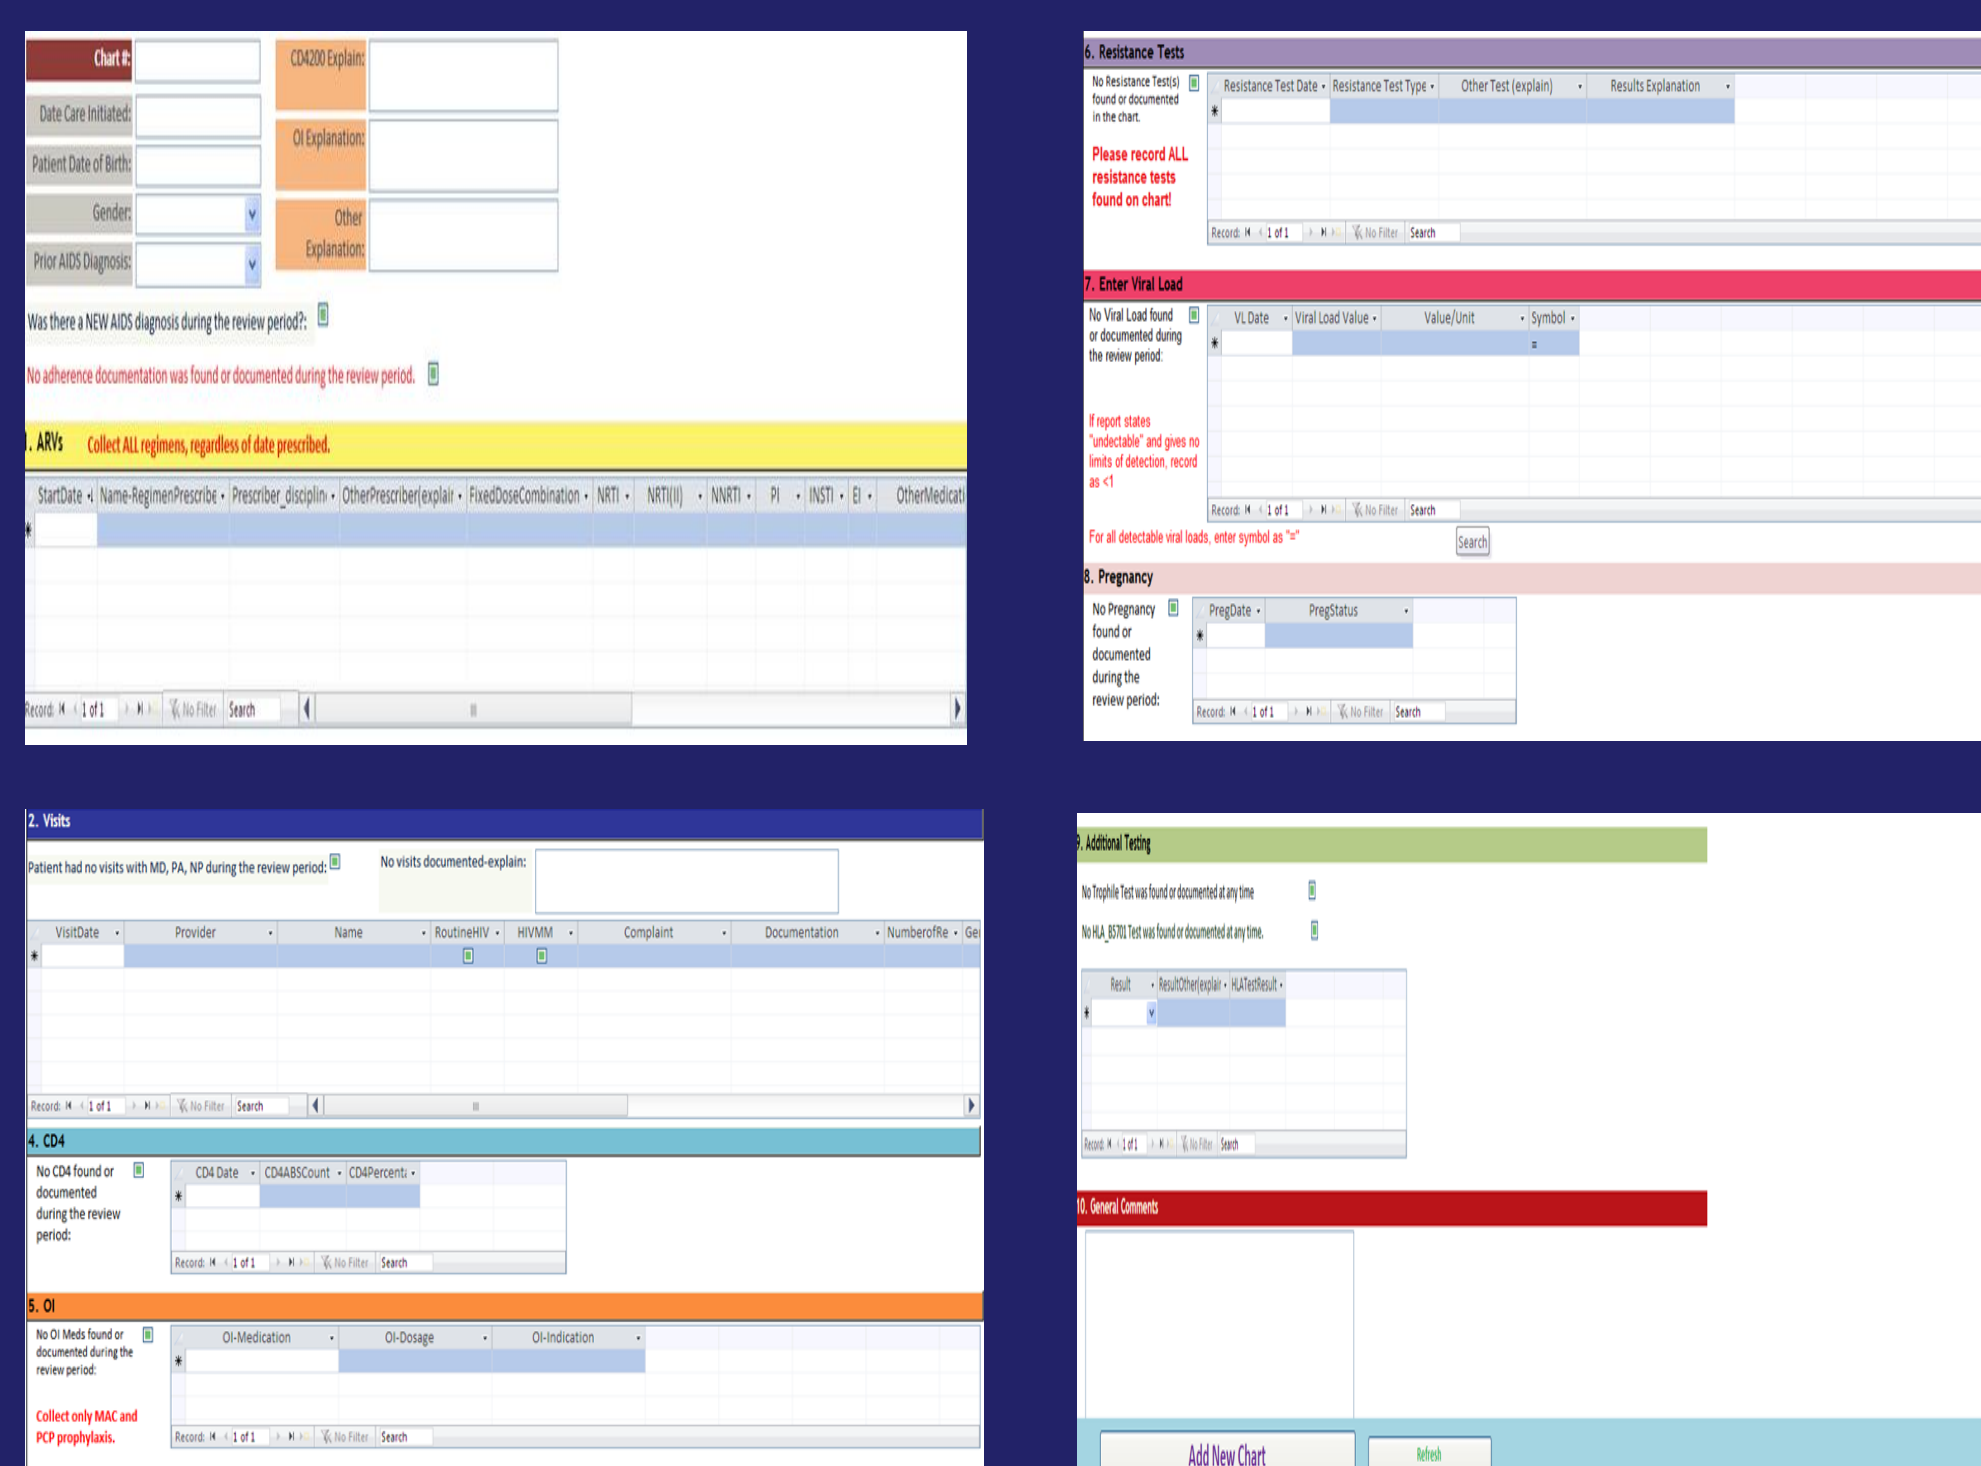 Chart #:
Date Care Initiated:
Patient Date of Birth:
Gender:
Prior AIDS Diagnosis:
CD4200 Explain:
OI Explanation:
Other
Explanation:
Was there a NEW AIDS diagnosis during the review period?:
No adherence documentation was found or documented during the review period.
. ARVs Collect ALL regimens, regardless of date prescribed.
StartDate Name-RegimenPrescribe Prescriber_disciplin OtherPrescriber(explair FixedDoseCombination NRTI NRTI(II) NNRTI PI INSTI EI OtherMedicati
Record: 1 of 1 No Filter Search
2. Visits
Patient had no visits with MD, PA, NP during the review period:
No visits documented-explain:
VisitDate Provider Name RoutineHIV HIVMM Complaint Documentation NumberofRe Ge
Record: 1 of 1 No Filter Search
4. CD4
No CD4 found or
documented
during the review
period:
CD4 Date CD4ABSCount CD4Percenta
Record: 1 of 1 No Filter Search
5. OI
No OI Meds found or
documented during the
review period:
Collect only MAC and
PCP prophylaxis.
OI-Medication OI-Dosage OI-Indication
Record: 1 of 1 No Filter Search
6. Resistance Tests
No Resistance Test(s)
found or documented
in the chart.
Please record ALL
resistance tests
found on chart!
Resistance Test Date Resistance Test Type Other Test (explain) Results Explanation
Record: 1 of 1 No Filter Search
7. Enter Viral Load
No Viral Load found
or documented during
the review period:
If report states
"undectable" and gives no
limits of detection, record
as <1
VL Date Viral Load Value Value/Unit Symbol
=
Record: 1 of 1 No Filter Search
For all detectable viral loads, enter symbol as "="
Search
8. Pregnancy
No Pregnancy
found or
documented
during the
review period:
PregDate PregStatus
Record: 1 of 1 No Filter Search
9. Additional Testing
No Trophile Test was found or documented at any time
No HLA_B5701 Test was found or documented at any time.
Result ResultOther(explair HLATestResult
Record: 1 of 1 No Filter Search
10. General Comments
Add New Chart
Refresh